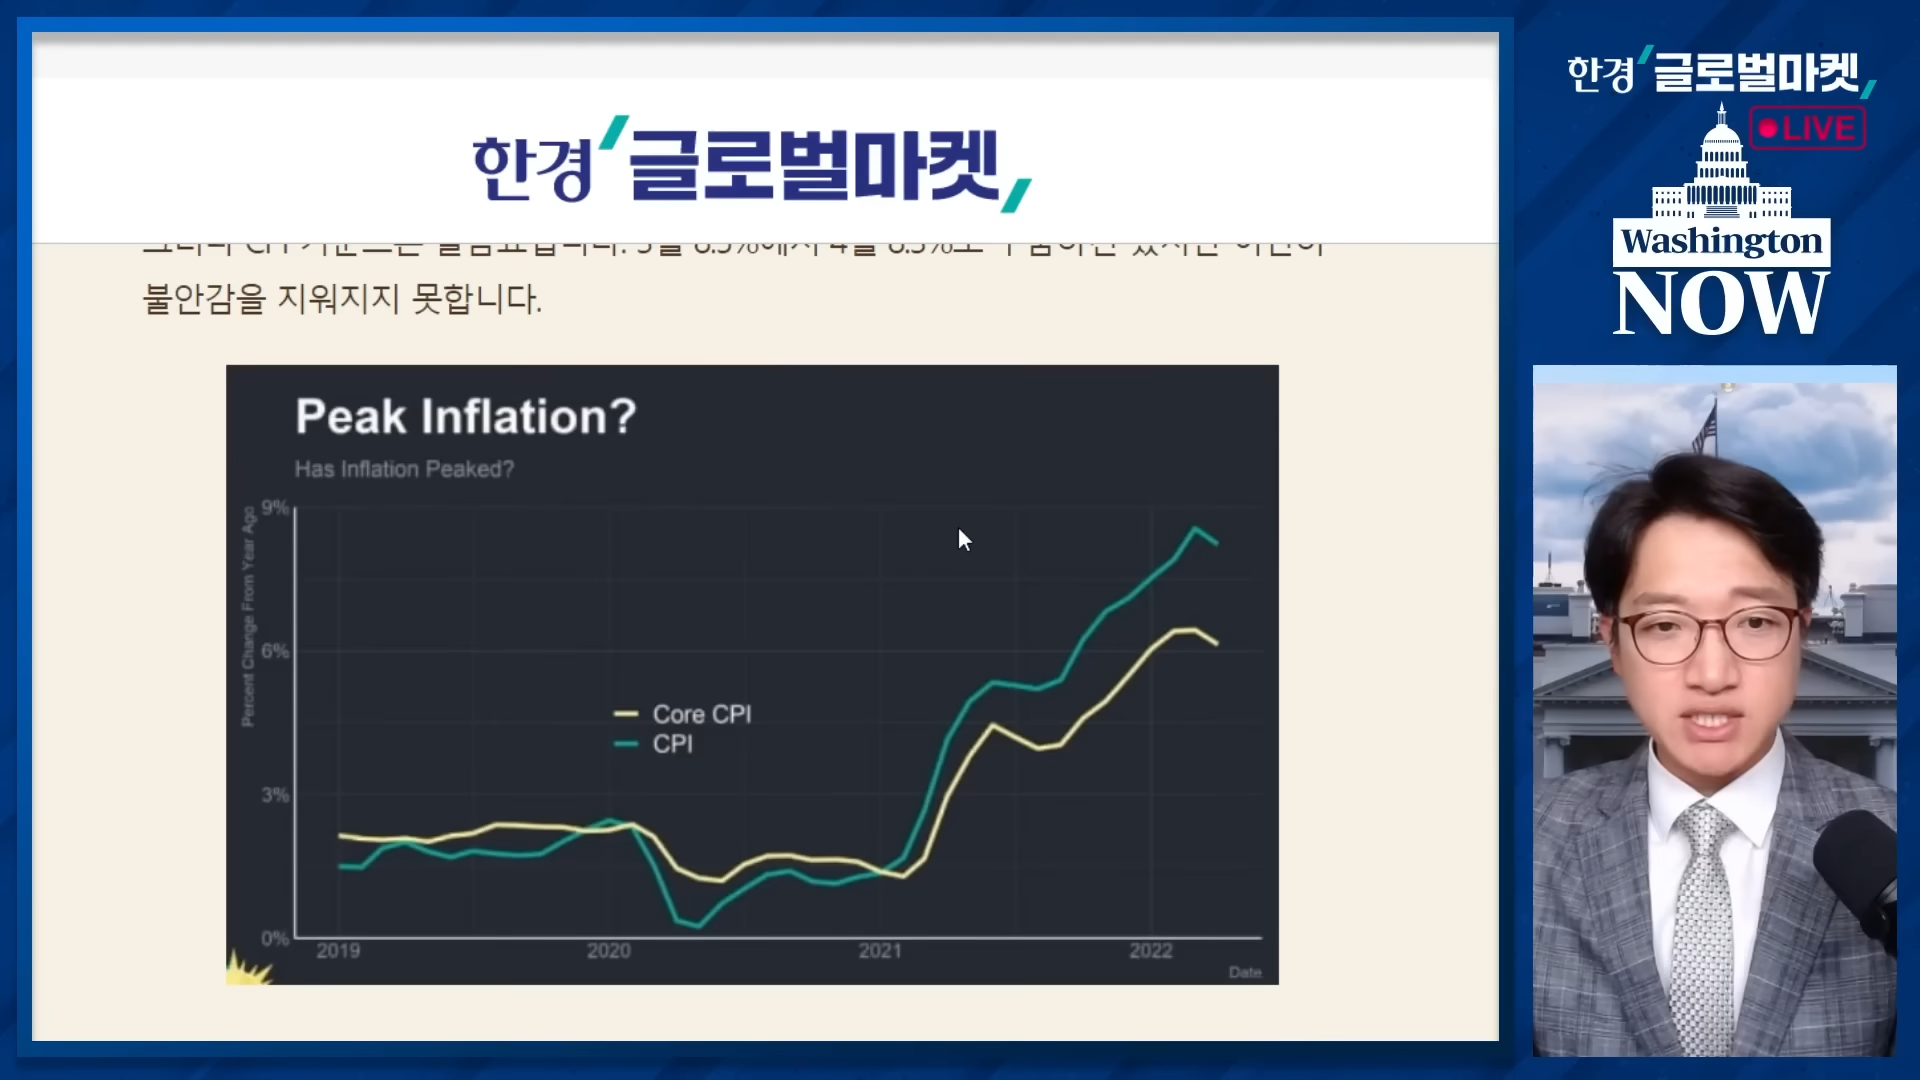 한경 글로벌마켓
불안감을 지워지지 못합니다.
Peak Inflation?
Has Inflation Peaked?
Percent Change From Year Ago
9%
6%
3%
0%
Core CPI
CPI
2019 2020 2021 2022
Date
한경 글로벌마켓
LIVE
Washington
NOW